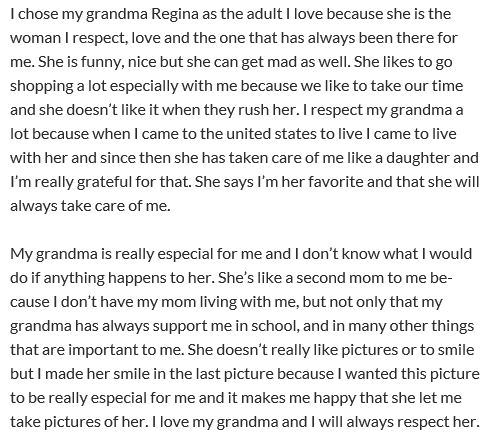 I chose my grandma Regina as the adult I love because she is the
woman I respect, love and the one that has always been there for
me. She is funny, nice but she can get mad as well. She likes to go
shopping a lot especially with me because we like to take our time
and she doesn’t like it when they rush her. I respect my grandma a
lot because when I came to the united states to live I came to live
with her and since then she has taken care of me like a daughter and
I’m really grateful for that. She says I’m her favorite and that she will
always take care of me.
My grandma is really especial for me and I don’t know what I would
do if anything happens to her. She’s like a second mom to me be-
cause I don’t have my mom living with me, but not only that my
grandma has always support me in school, and in many other things
that are important to me. She doesn’t really like pictures or to smile
but I made her smile in the last picture because I wanted this picture
to be really especial for me and it makes me happy that she let me
take pictures of her. I love my grandma and I will always respect her.